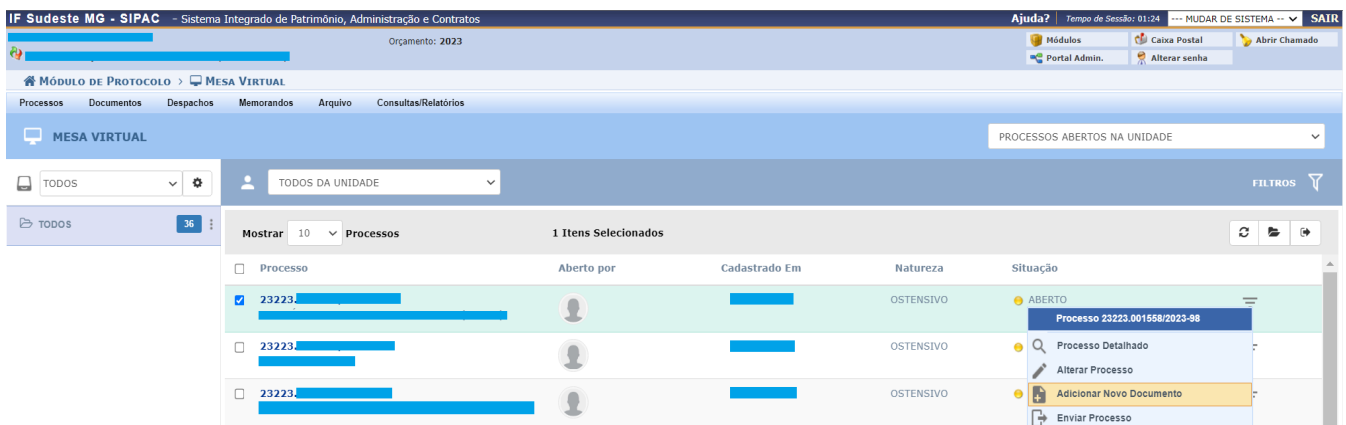 IF Sudeste MG - SIPAC - Sistema Integrado de Patrimônio, Administração e Contratos Ajuda? Tempo de Sessão: 01:24 --- MUDAR DE SISTEMA -- SAIR
Orçamento: 2023 Módulos Caixa Postal Abrir Chamado
Portal Admin. Alterar senha
MÓDULO DE PROTOCOLO > MESA VIRTUAL
Processos Documentos Despachos Memorandos Arquivo Consultas/Relatórios
MESA VIRTUAL PROCESSOS ABERTOS NA UNIDADE
TODOS TODOS DA UNIDADE FILTROS
TODOS 36 Mostrar 10 Processos 1 Itens Selecionados
Processo Aberto por Cadastrado Em Natureza Situação
23223. OSTENSIVO ABERTO
Processo 23223.001558/2023-98
23223. OSTENSIVO Processo Detalhado
Alterar Processo
23223. OSTENSIVO Adicionar Novo Documento
Enviar Processo